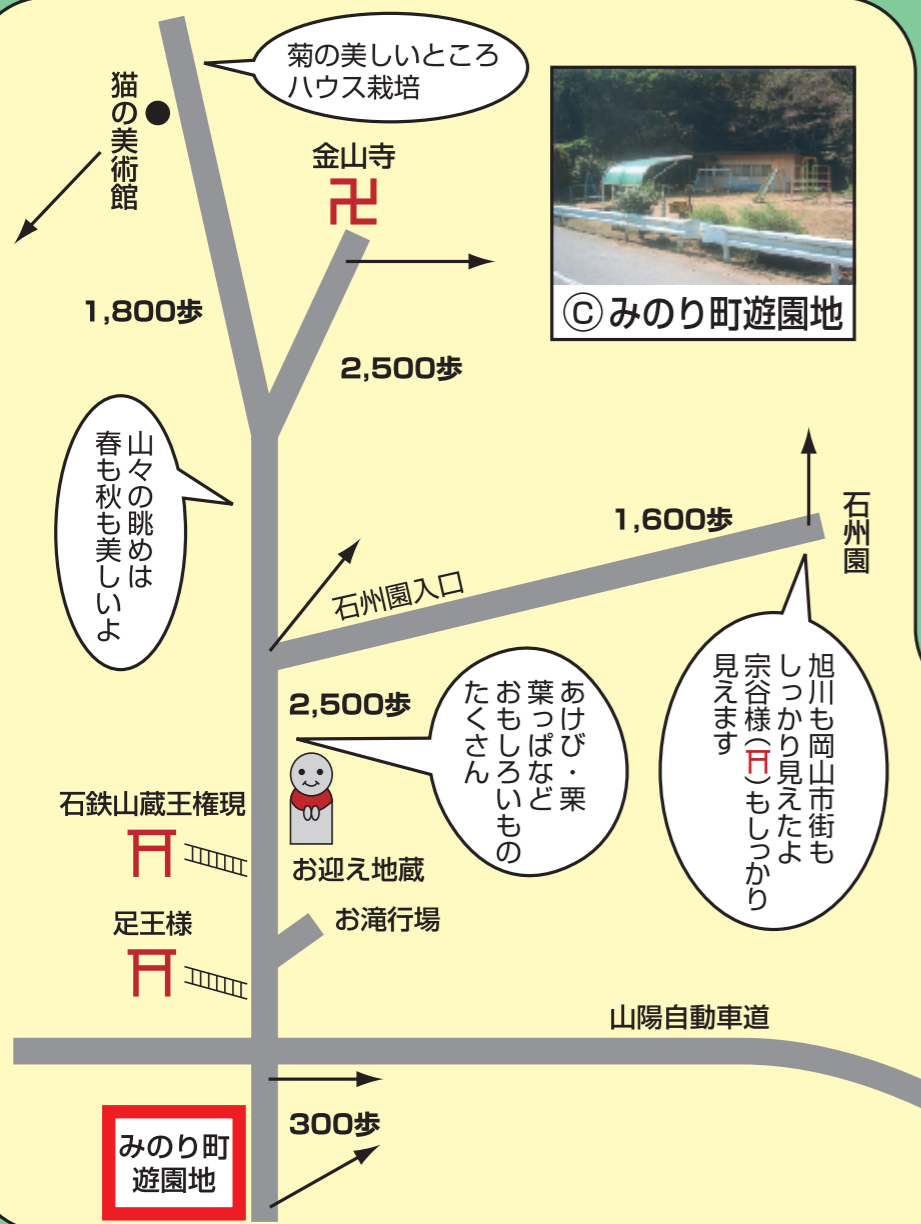 菊の美しいところ
ハウス栽培
猫の美術館
金山寺
卍
Ⓒみのり町遊園地
1,800歩
2,500歩
山々の眺めは
春も秋も美しいよ
1,600歩
石州園
石州園入口
旭川も岡山市街も
しっかり見えたよ
宗谷様(⛩)もしっかり
見えます
2,500歩
あけび・栗
葉っぱなど
おもしろいもの
たくさん
石鉄山蔵王権現
お迎え地蔵
足王様
お滝行場
山陽自動車道
300歩
みのり町
遊園地